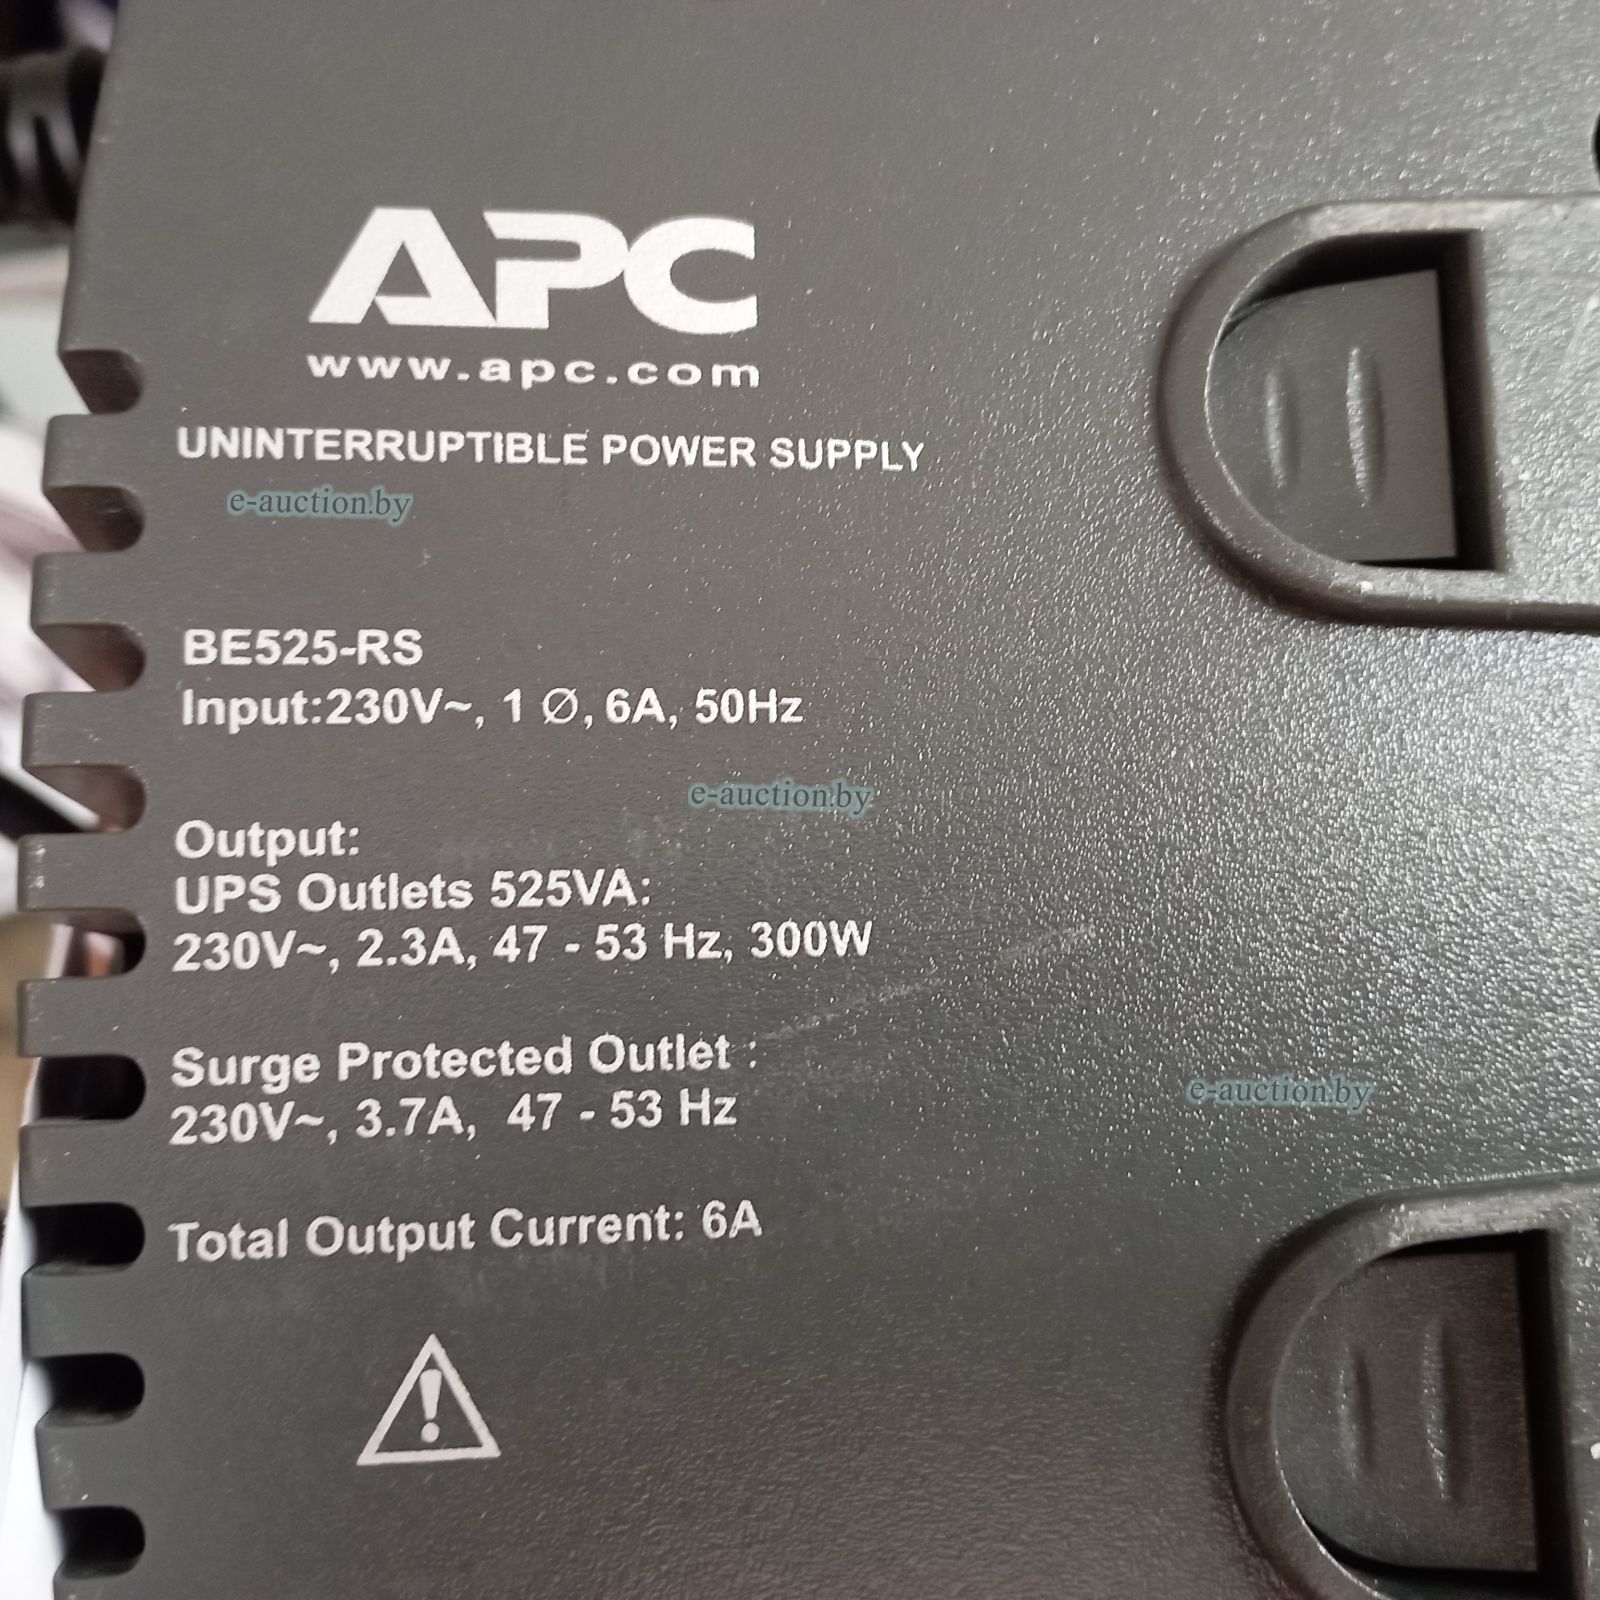 APC
www.apc.com
UNINTERRUPTIBLE POWER SUPPLY
e-auction.by
BE525-RS
Input:230V~, 1 Ø, 6A, 50Hz
e-auction.by
Output:
UPS Outlets 525VA:
230V~, 2.3A, 47 - 53 Hz, 300W
Surge Protected Outlet :
230V~, 3.7A, 47 - 53 Hz
e-auction.by
Total Output Current: 6A